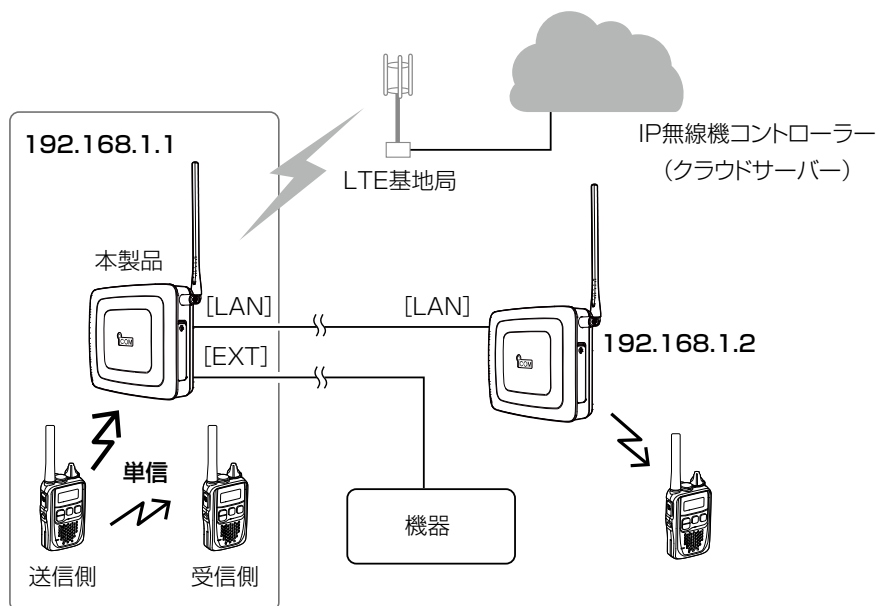 192.168.1.1
IP無線機コントローラー
（クラウドサーバー）
LTE基地局
本製品
[LAN]
[LAN]
[EXT]
192.168.1.2
ICOM
ICOM
単信
機器
送信側
受信側